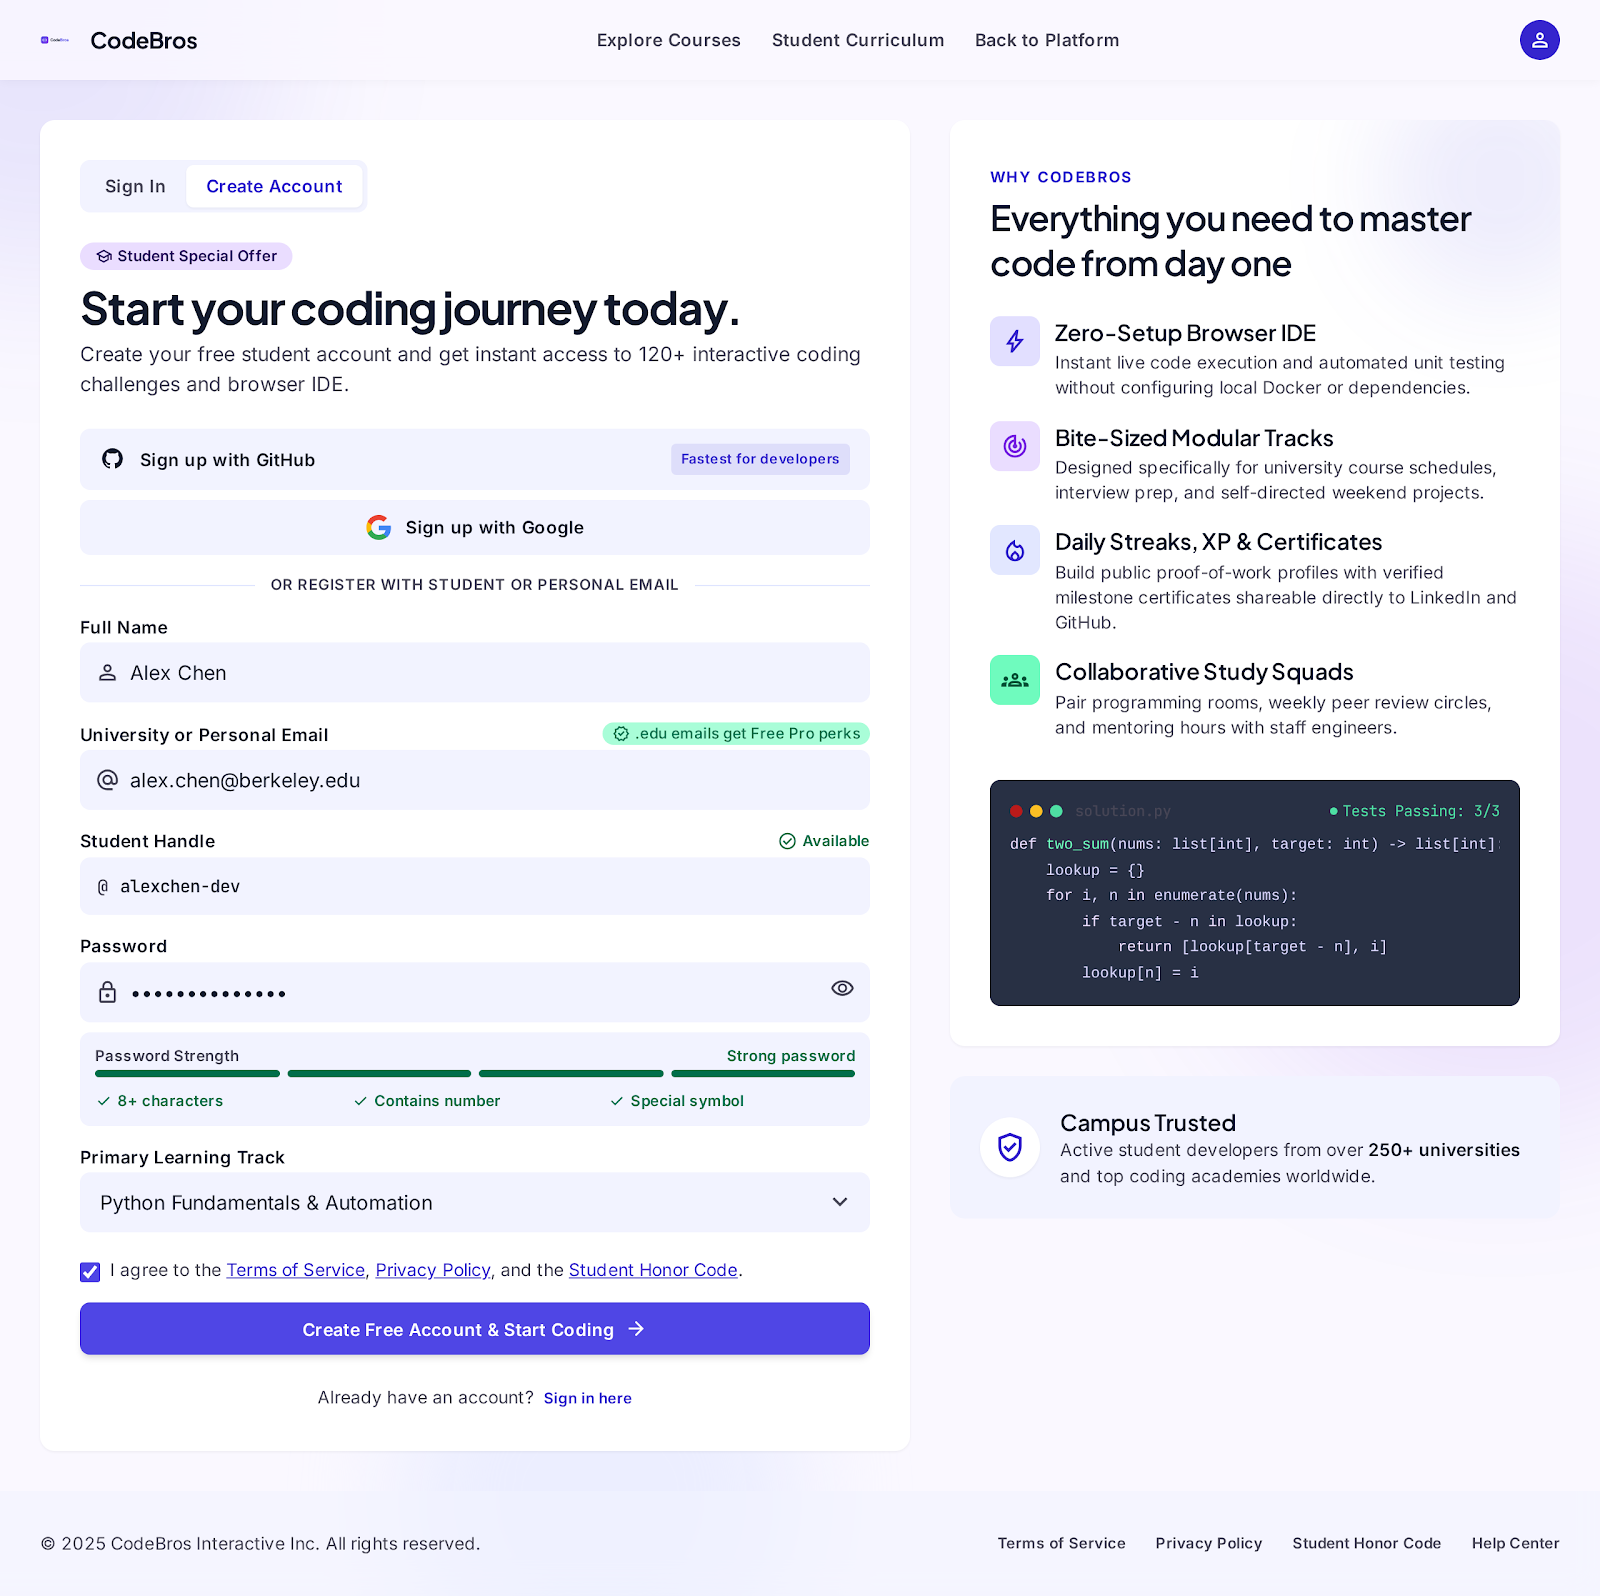 CodeBros
CodeBros
Explore Courses
Student Curriculum
Back to Platform
Sign In
Create Account
Student Special Offer
Start your coding journey today.
Create your free student account and get instant access to 120+ interactive coding
challenges and browser IDE.
Sign up with GitHub
Fastest for developers
Sign up with Google
OR REGISTER WITH STUDENT OR PERSONAL EMAIL
Full Name
Alex Chen
University or Personal Email
.edu emails get Free Pro perks
alex.chen@berkeley.edu
Student Handle
Available
@ alexchen-dev
Password
••••••••••••••
Password Strength
Strong password
8+ characters
Contains number
Special symbol
Primary Learning Track
Python Fundamentals & Automation
I agree to the Terms of Service, Privacy Policy, and the Student Honor Code.
Create Free Account & Start Coding
Already have an account? Sign in here
WHY CODEBROS
Everything you need to master
code from day one
Zero-Setup Browser IDE
Instant live code execution and automated unit testing
without configuring local Docker or dependencies.
Bite-Sized Modular Tracks
Designed specifically for university course schedules,
interview prep, and self-directed weekend projects.
Daily Streaks, XP & Certificates
Build public proof-of-work profiles with verified
milestone certificates shareable directly to LinkedIn and
GitHub.
Collaborative Study Squads
Pair programming rooms, weekly peer review circles,
and mentoring hours with staff engineers.
solution.py
Tests Passing: 3/3
def two_sum(nums: list[int], target: int) -> list[int]:
    lookup = {}
    for i, n in enumerate(nums):
        if target - n in lookup:
            return [lookup[target - n], i]
        lookup[n] = i
Campus Trusted
Active student developers from over 250+ universities
and top coding academies worldwide.
© 2025 CodeBros Interactive Inc. All rights reserved.
Terms of Service
Privacy Policy
Student Honor Code
Help Center